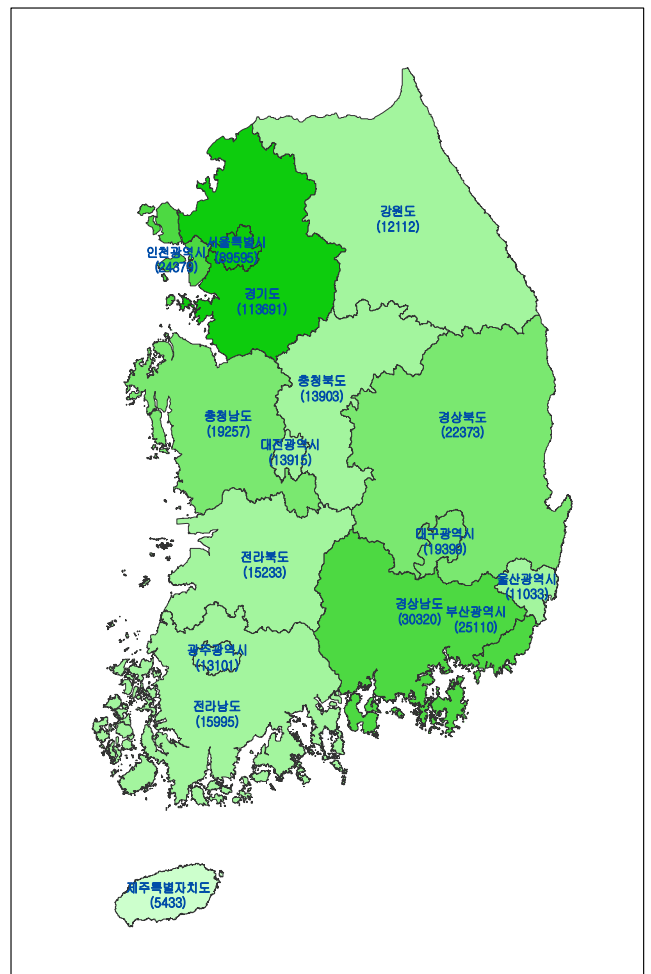 강원도
(12112)
서울특별시
(89595)
인천광역시
(24379)
경기도
(113691)
충청북도
(13903)
충청남도
(19257)
경상북도
(22373)
대전광역시
(13915)
대구광역시
(19390)
전라북도
(15233)
울산광역시
(11033)
경상남도
(30320)
부산광역시
(25110)
광주광역시
(13101)
전라남도
(15995)
제주특별자치도
(5433)